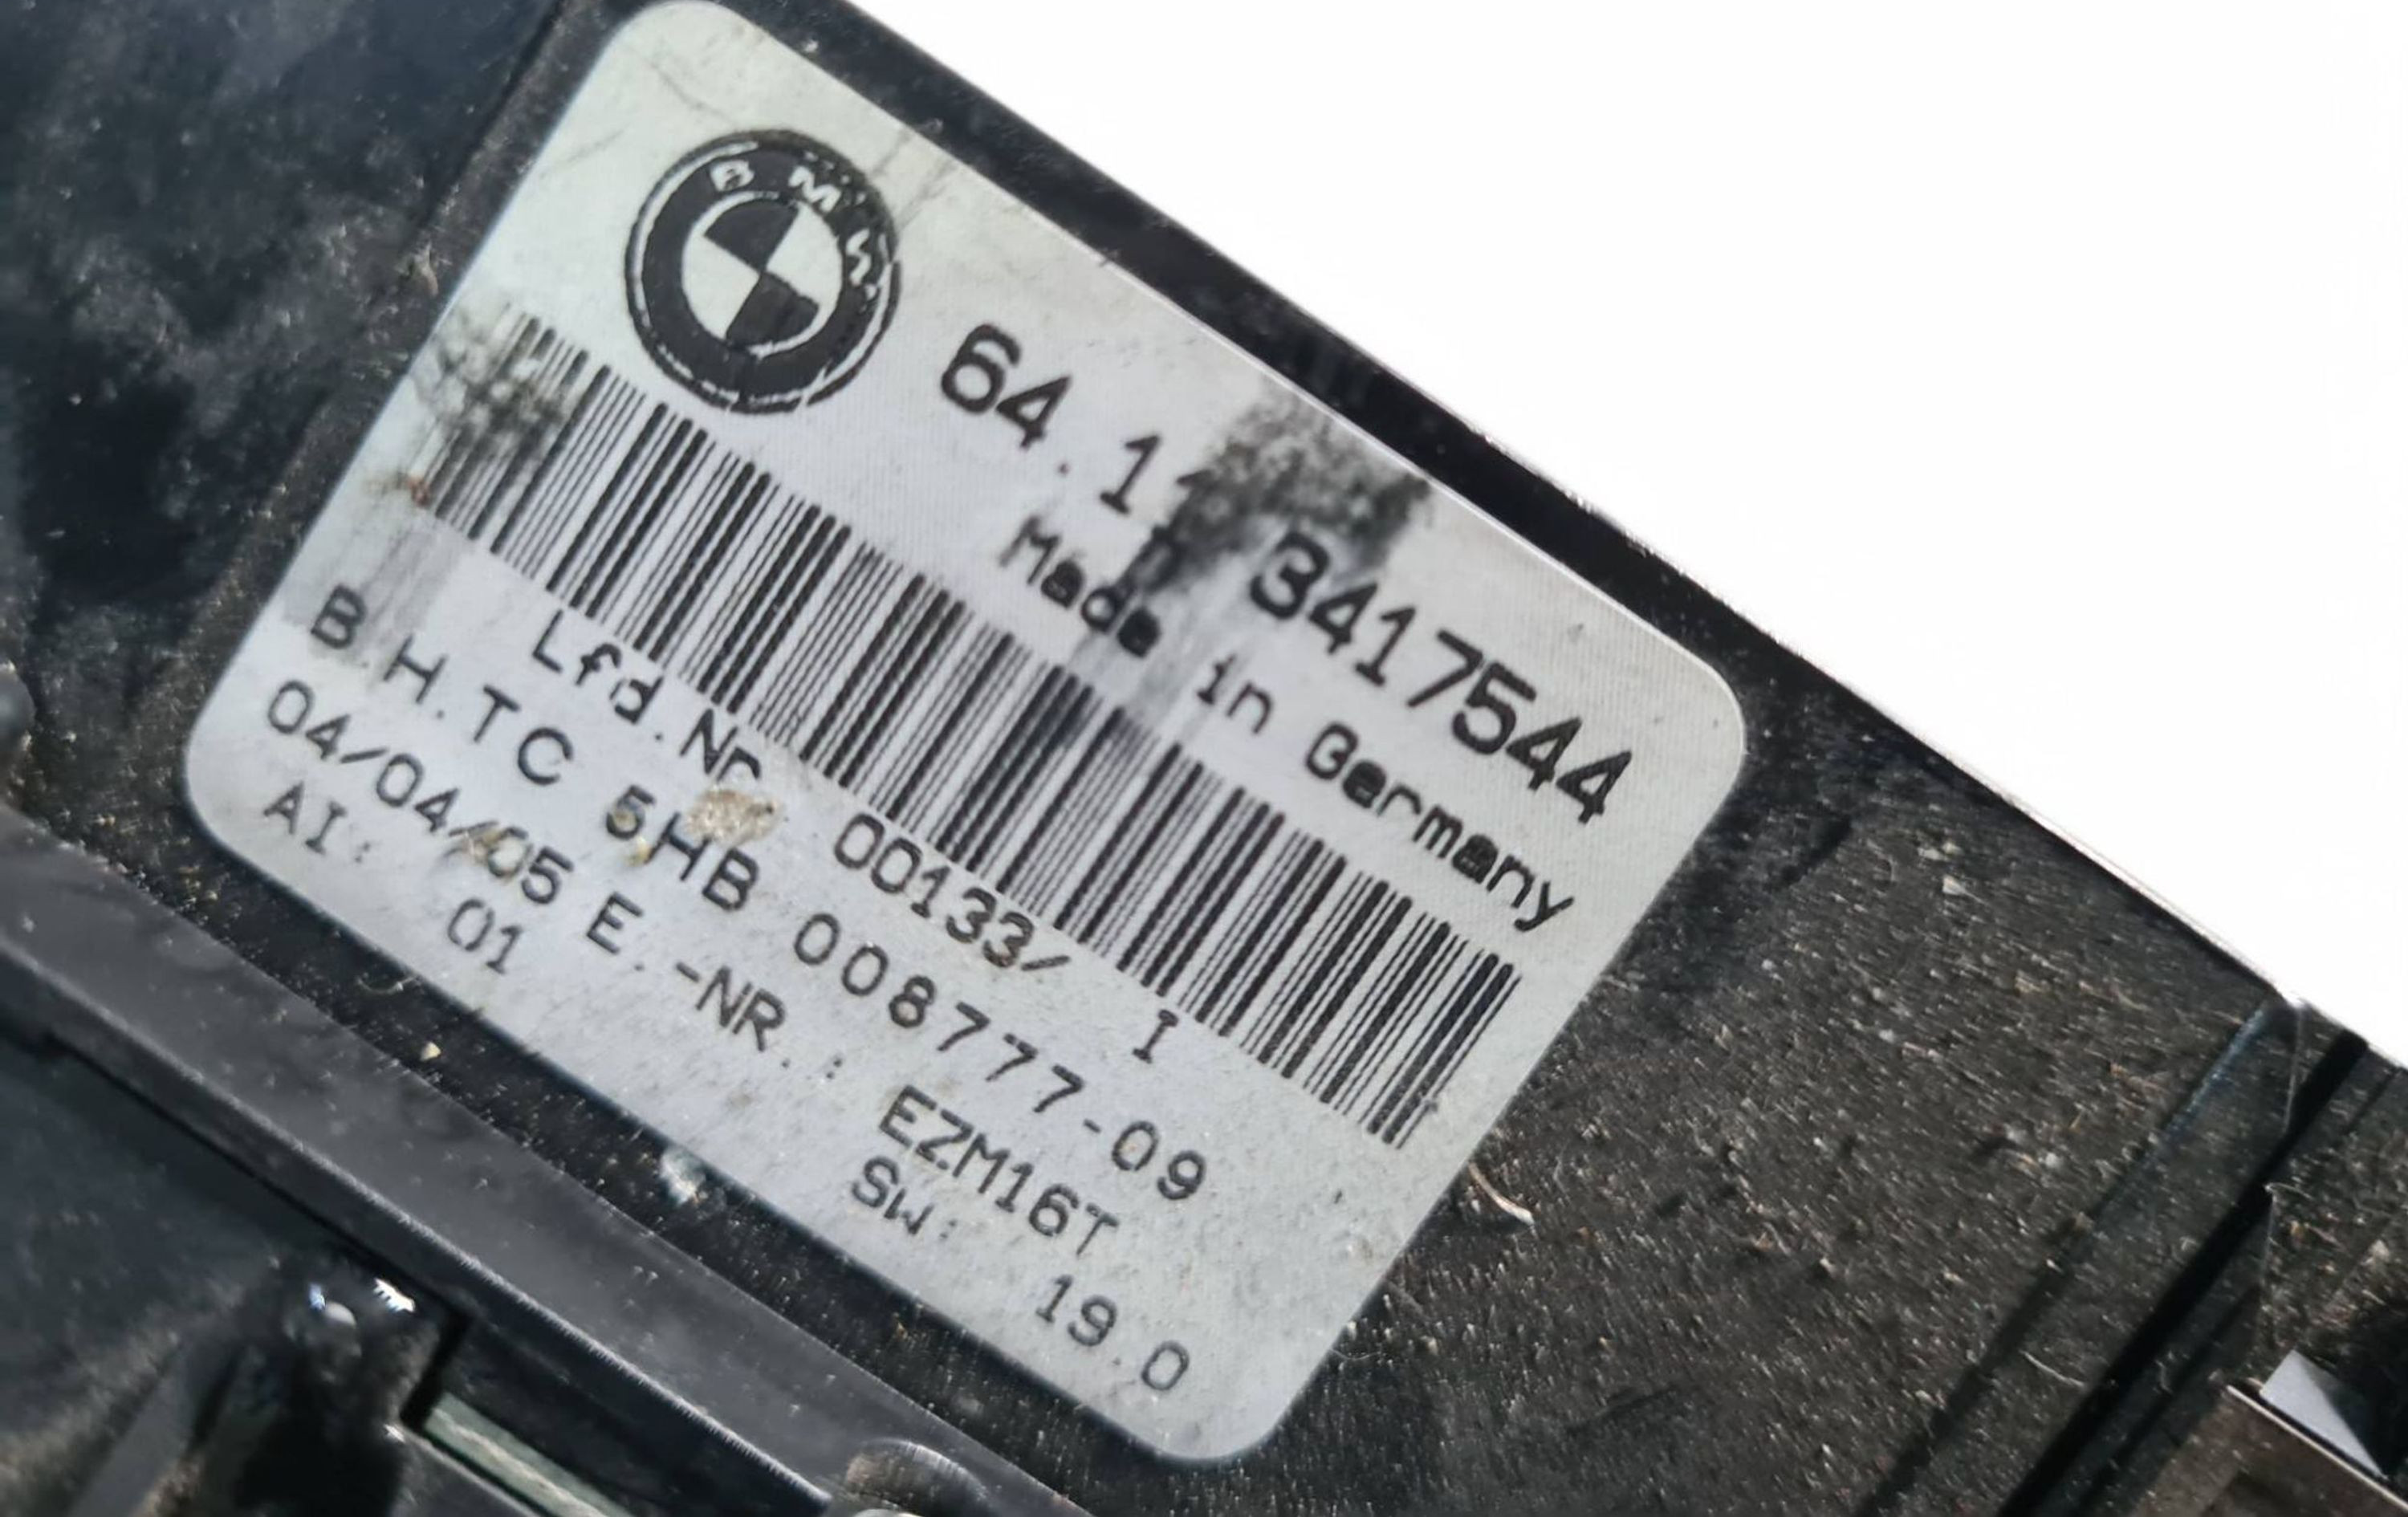 BMW
64.11 3417544
Made in Germany
Lfd.Nr 00133/ I
B.H.TC 5HB 008777-09
04/04/05 E.-NR.: EZM16T
AI: 01 SW: 19.0